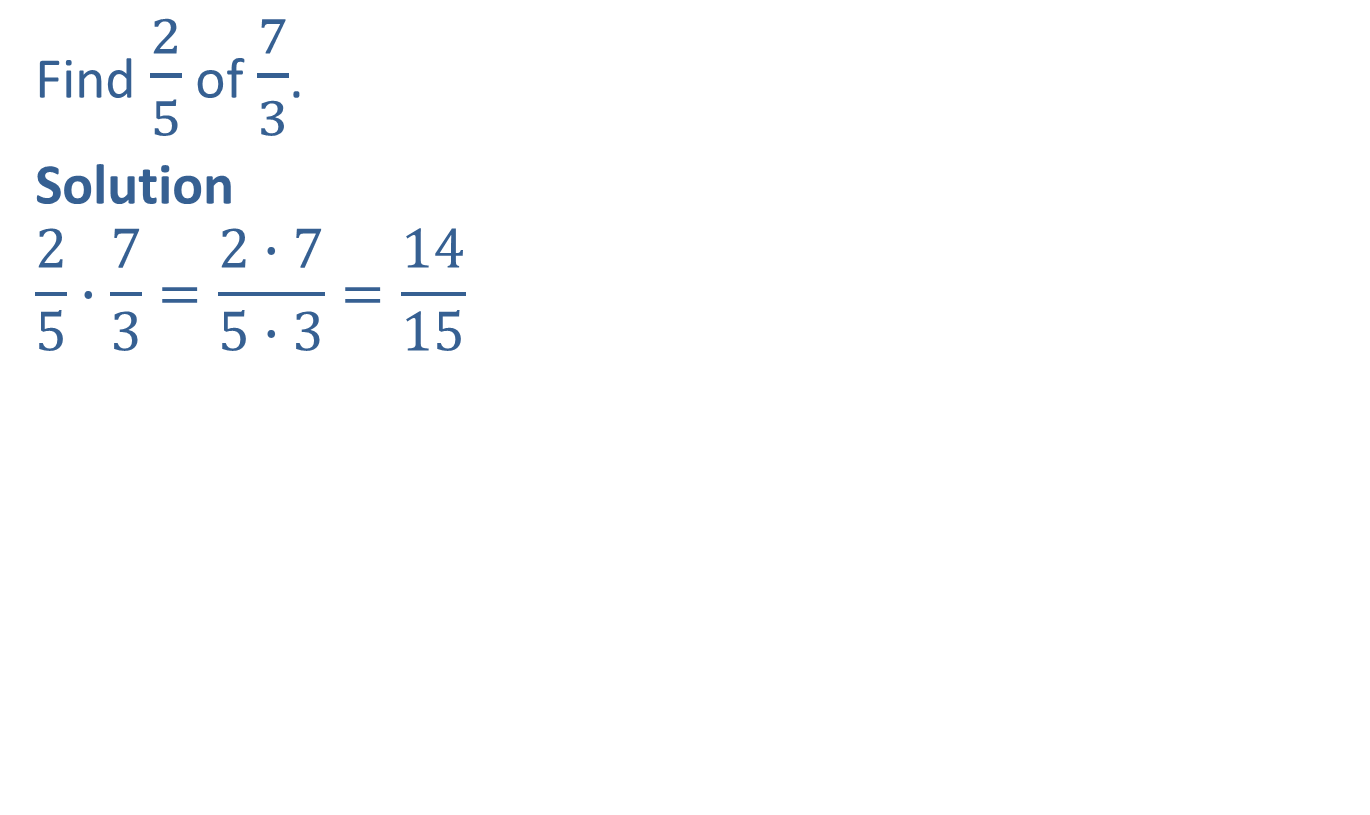 Find 2/5 of 7/3.
Solution
2/5 · 7/3 = 2 · 7/5 · 3 = 14/15